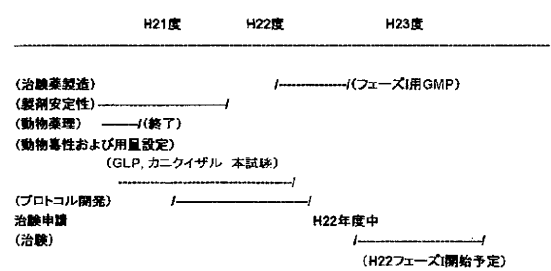 H21度 H22度 H23度
(治験薬製造) /--------------/(フェーズI用GMP)
(製剤安定性)--------------------------/
(動物薬理) -------/(終了)
(動物毒性および用量設定)
(GLP, カニクイザル 本試験)
-----------------------------------/
(プロトコル開発) /---------------------------/
治験申請 H22年度中
(治験) /-------------------------/
(H22フェーズI開始予定)